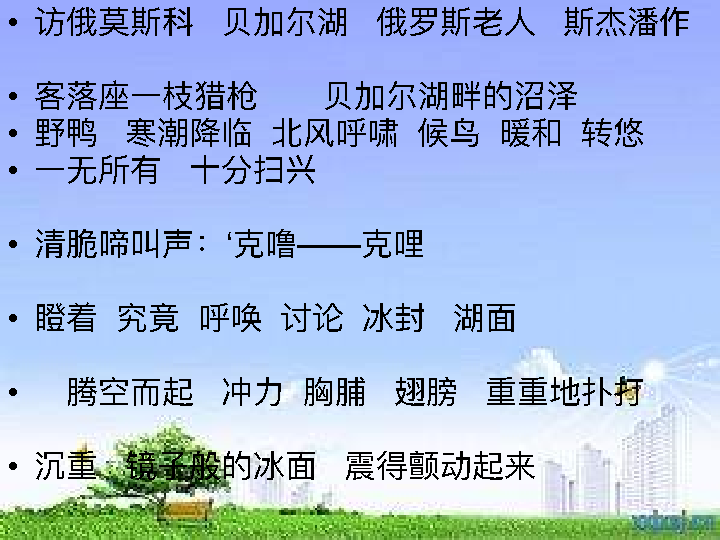 • 访俄莫斯科 贝加尔湖 俄罗斯老人 斯杰潘作
• 客落座一枝猎枪 贝加尔湖畔的沼泽
• 野鸭 寒潮降临 北风呼啸 候鸟 暖和 转悠
• 一无所有 十分扫兴
• 清脆啼叫声：‘克噜——克哩
• 瞪着 究竟 呼唤 讨论 冰封 湖面
• 腾空而起 冲力 胸脯 翅膀 重重地扑打
• 沉重 镜子般的冰面 震得颤动起来